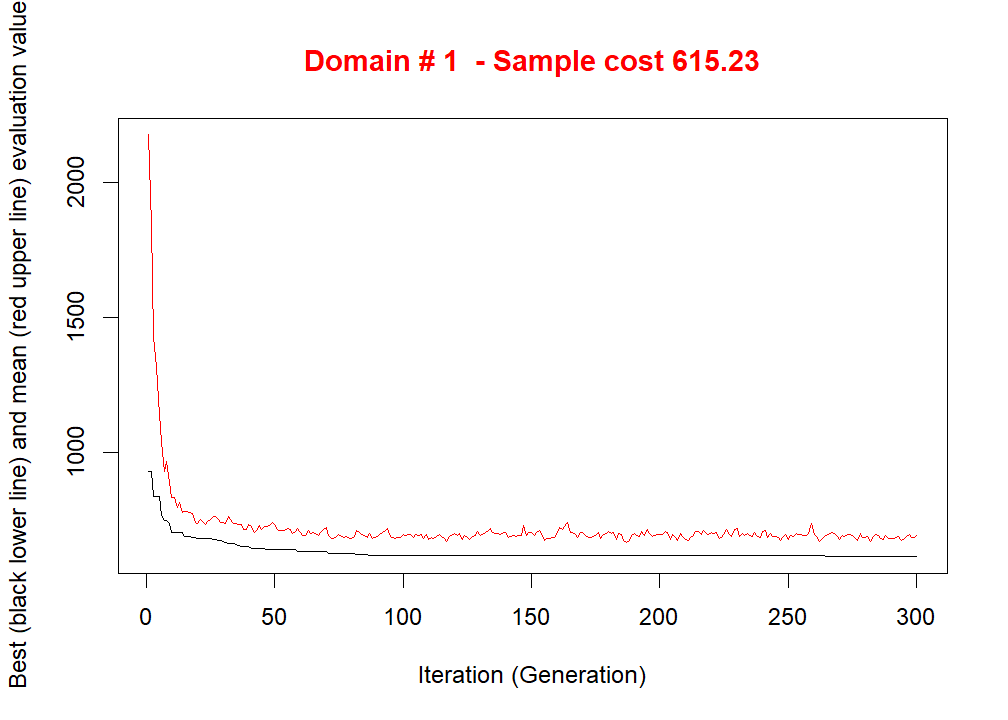 Domain # 1  - Sample cost 615.23
Best (black lower line) and mean (red upper line) evaluation value
2000
1500
1000
0 50 100 150 200 250 300
Iteration (Generation)